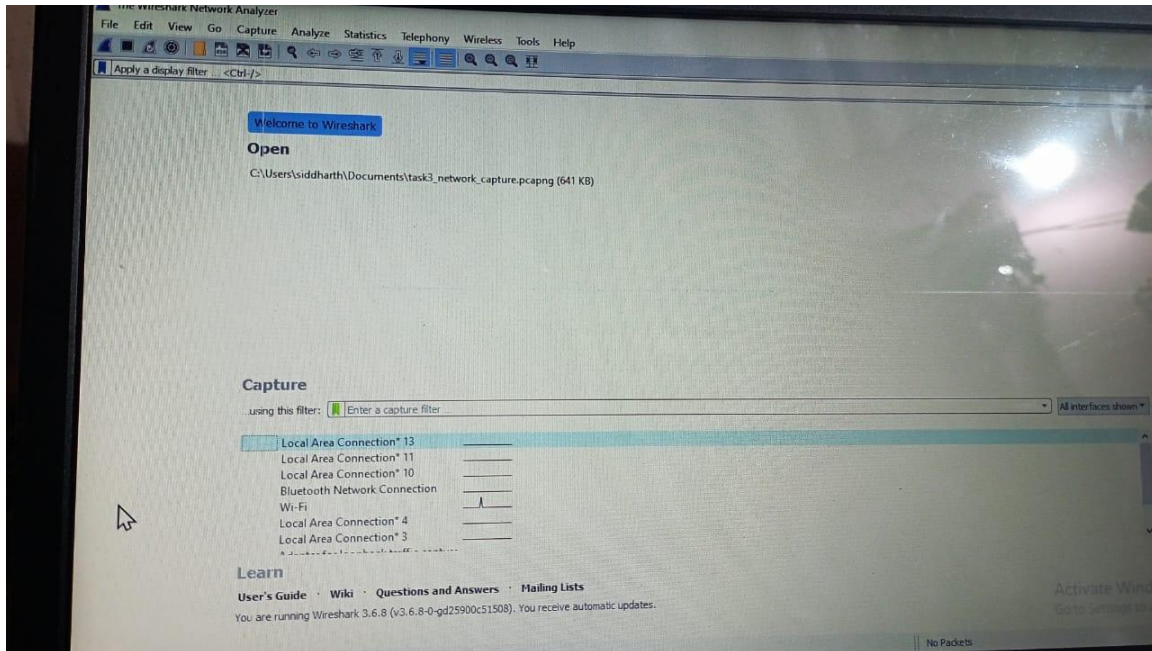 The Wireshark Network Analyzer
File Edit View Go Capture Analyze Statistics Telephony Wireless Tools Help
Apply a display filter ... <Ctrl-/>
Welcome to Wireshark
Open
C:\Users\siddharth\Documents\task3_network_capture.pcapng (641 KB)
Capture
...using this filter: Enter a capture filter ... All interfaces shown
Local Area Connection* 13
Local Area Connection* 11
Local Area Connection* 10
Bluetooth Network Connection
Wi-Fi
Local Area Connection* 4
Local Area Connection* 3
Learn
User's Guide · Wiki · Questions and Answers · Mailing Lists
You are running Wireshark 3.6.8 (v3.6.8-0-gd25900c51508). You receive automatic updates.
Activate Wind
Go to Settings to
No Packets